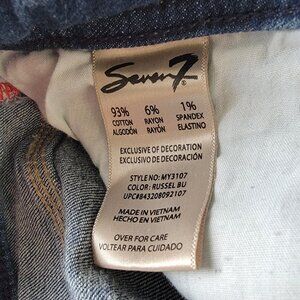 Seven7®
93% 6% 1%
COTTON RAYON SPANDEX
ALGODÓN RAYÓN ELASTINO
EXCLUSIVE OF DECORATION
EXCLUSIVO DE DECORACIÓN
STYLE NO: MY3107
COLOR: RUSSEL BU
UPC#843208092107
MADE IN VIETNAM
HECHO EN VIETNAM
OVER FOR CARE
VOLTEAR PARA CUIDADO